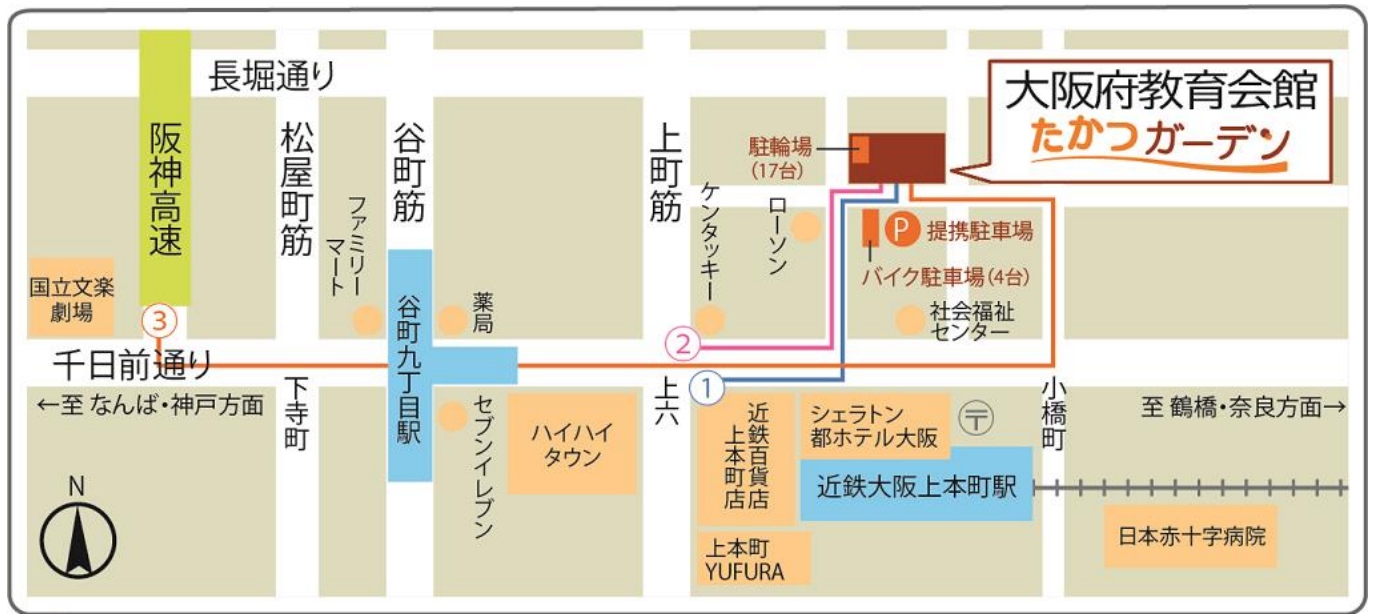 長堀通り
阪神高速
松屋町筋
谷町筋
上町筋
大阪府教育会館
たかつガーデン
駐輪場
(17台)
ファミリー
マート
ケンタッキー
ローソン
P 提携駐車場
バイク駐車場(4台)
国立文楽
劇場
③
谷町九丁目駅
薬局
②
社会福祉
センター
千日前通り
①
←至 なんば・神戸方面
下寺町
セブンイレブン
ハイハイ
タウン
上六
近鉄百貨店
上本町店
シェラトン
都ホテル大阪
〒
小橋町
至 鶴橋・奈良方面→
近鉄大阪上本町駅
N
上本町
YUFURA
日本赤十字病院